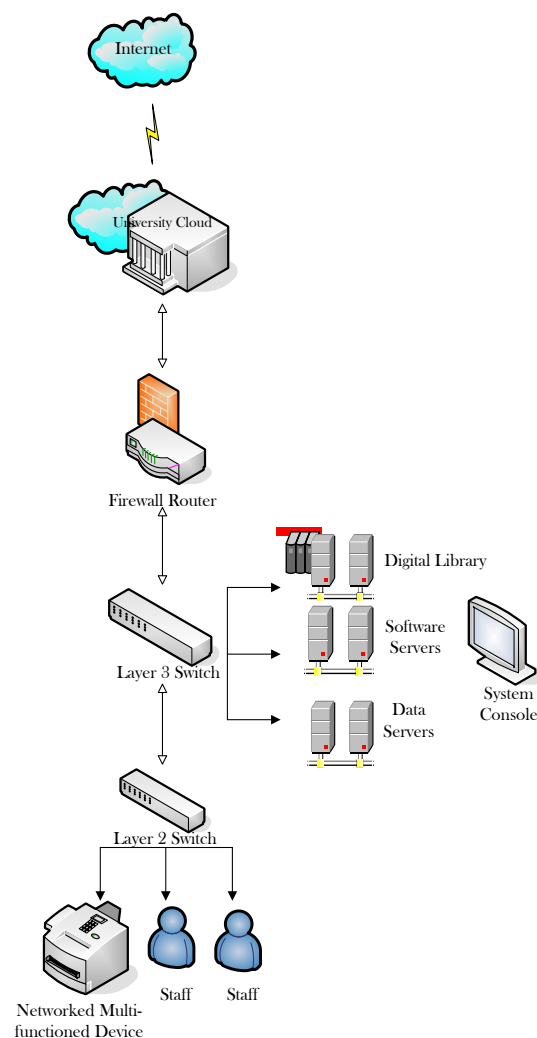 Internet
University Cloud
Firewall Router
Digital Library
Software
Servers
Layer 3 Switch
System
Console
Data
Servers
Layer 2 Switch
Staff
Staff
Networked Multi-
functioned Device